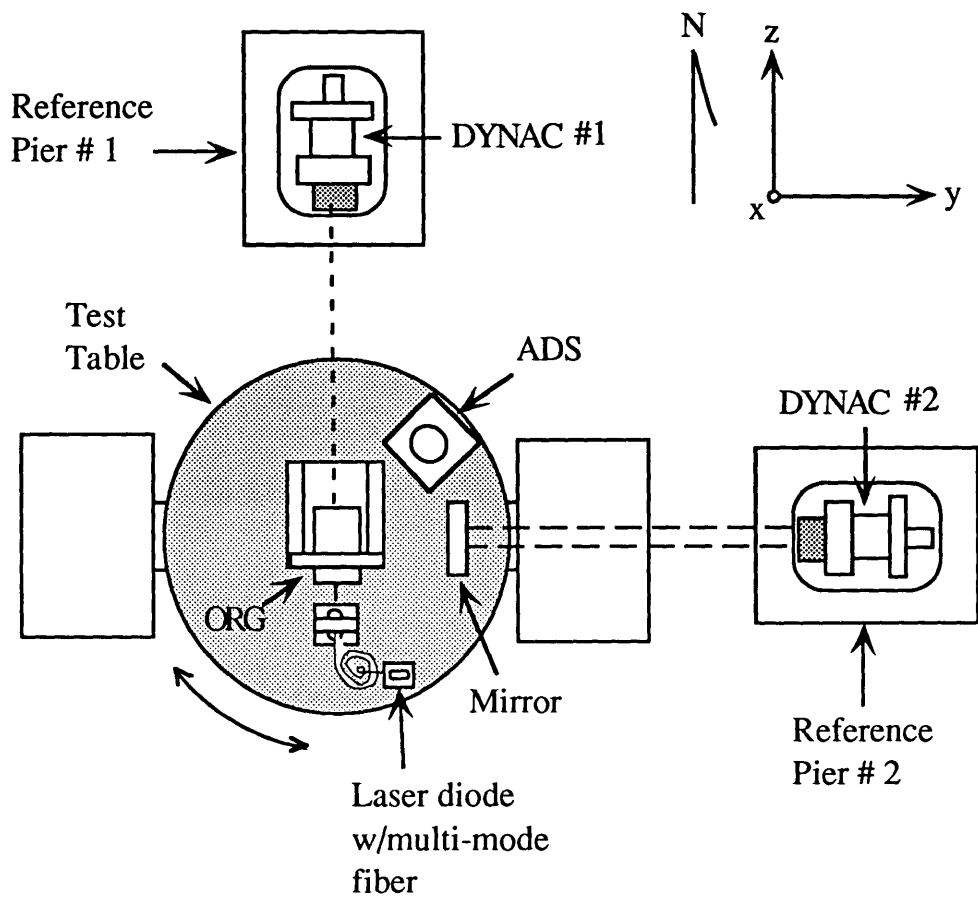 N
z
Reference
Pier # 1
DYNAC #1
x
y
Test
Table
ADS
DYNAC #2
ORG
Mirror
Reference
Pier # 2
Laser diode
w/multi-mode
fiber